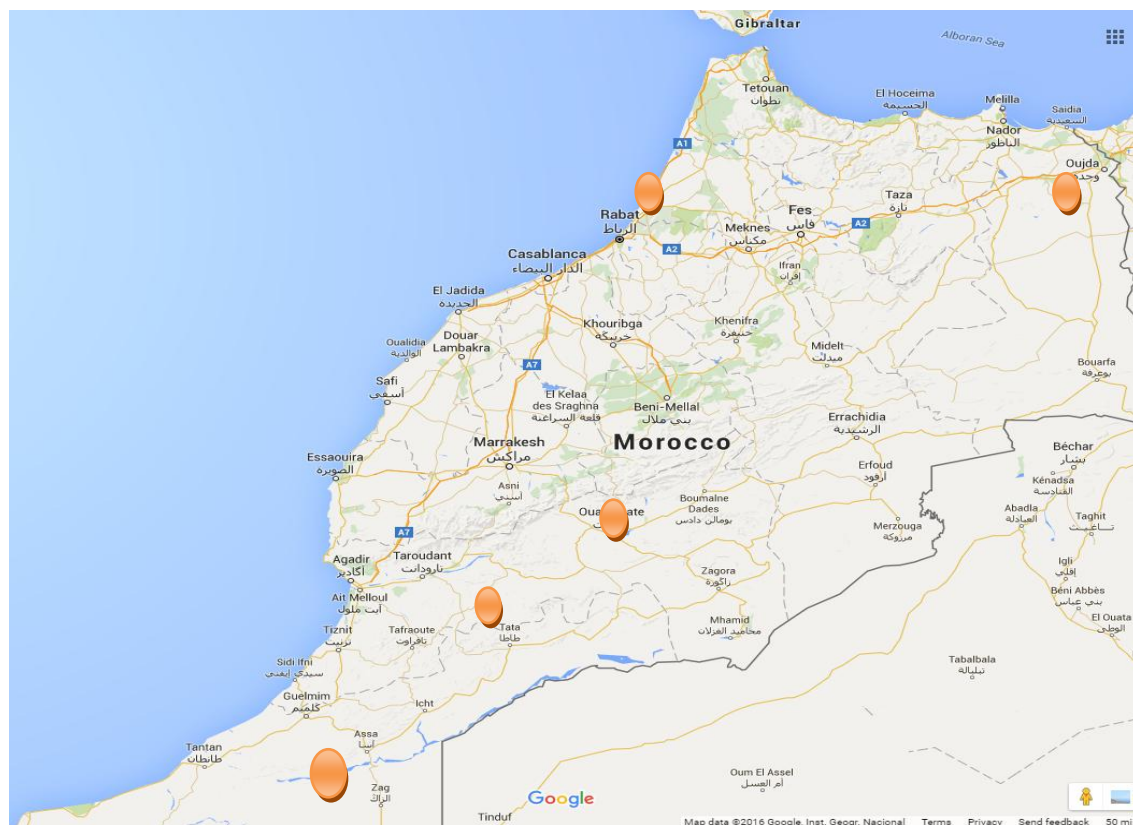 Gibraltar
Alboran Sea
Tetouan
تطوان
El Hoceima
الحسيمة
Melilla
Saidia
السعيدية
Nador
الناظور
Oujda
وجدة
A1
Taza
تازة
Rabat
الرباط
Fes
فاس
A2
Meknes
مكناس
A2
Casablanca
الدار البيضاء
Ifran
إفران
El Jadida
الجديدة
Khouribga
خريبكة
Khenifra
خنيفرة
Oualidia
الوالدية
Douar
Lambakra
Midelt
ميدلت
Bouarfa
بوعرفة
A7
Safi
آسفي
El Kelaa
des Sraghna
قلعة السراغنة
Beni-Mellal
بني ملال
Errachidia
الرشيدية
Marrakesh
مراكش
Morocco
Béchar
بشار
Essaouira
الصويرة
Erfoud
أرفود
Kénadsa
القنادسة
Asni
أسني
Boumalne
Dades
بومالن دادس
Abadla
العبادلة
Taghit
تاغيت
Merzouga
مرزوكة
A7
Agadir
أكادير
Taroudant
تارودانت
Igli
إقلي
Zagora
زاكورة
Ait Melloul
آيت ملول
Béni Abbès
بني عباس
El Ouata
الوطى
Tiznit
تزنيت
Tafraoute
تافراوت
Tata
طاطا
Mhamid
محاميد الغزلان
Sidi Ifni
سيدي إيفني
Tabalbala
تبلبالة
Guelmim
كلميم
Icht
Assa
آسا
Tantan
طانطان
Zag
الزاك
Oum El Assel
أم العسل
Google
Tinduf
Map data ©2016 Google, Inst. Geogr. Nacional Terms Privacy Send feedback 50 mi